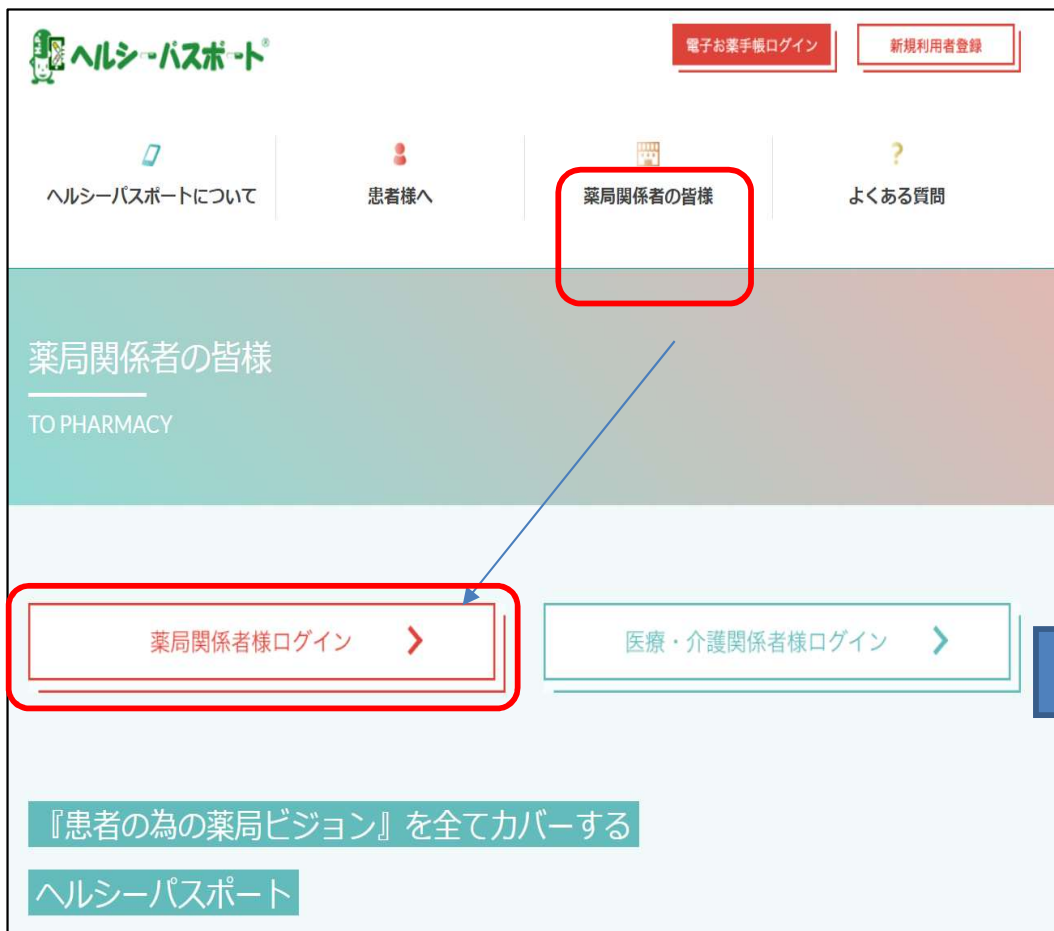 ヘルシーパスポート®
電子お薬手帳ログイン
新規利用者登録
?
ヘルシーパスポートについて
患者様へ
薬局関係者の皆様
よくある質問
薬局関係者の皆様
TO PHARMACY
薬局関係者様ログイン
医療・介護関係者様ログイン
『患者の為の薬局ビジョン』を全てカバーする
ヘルシーパスポート